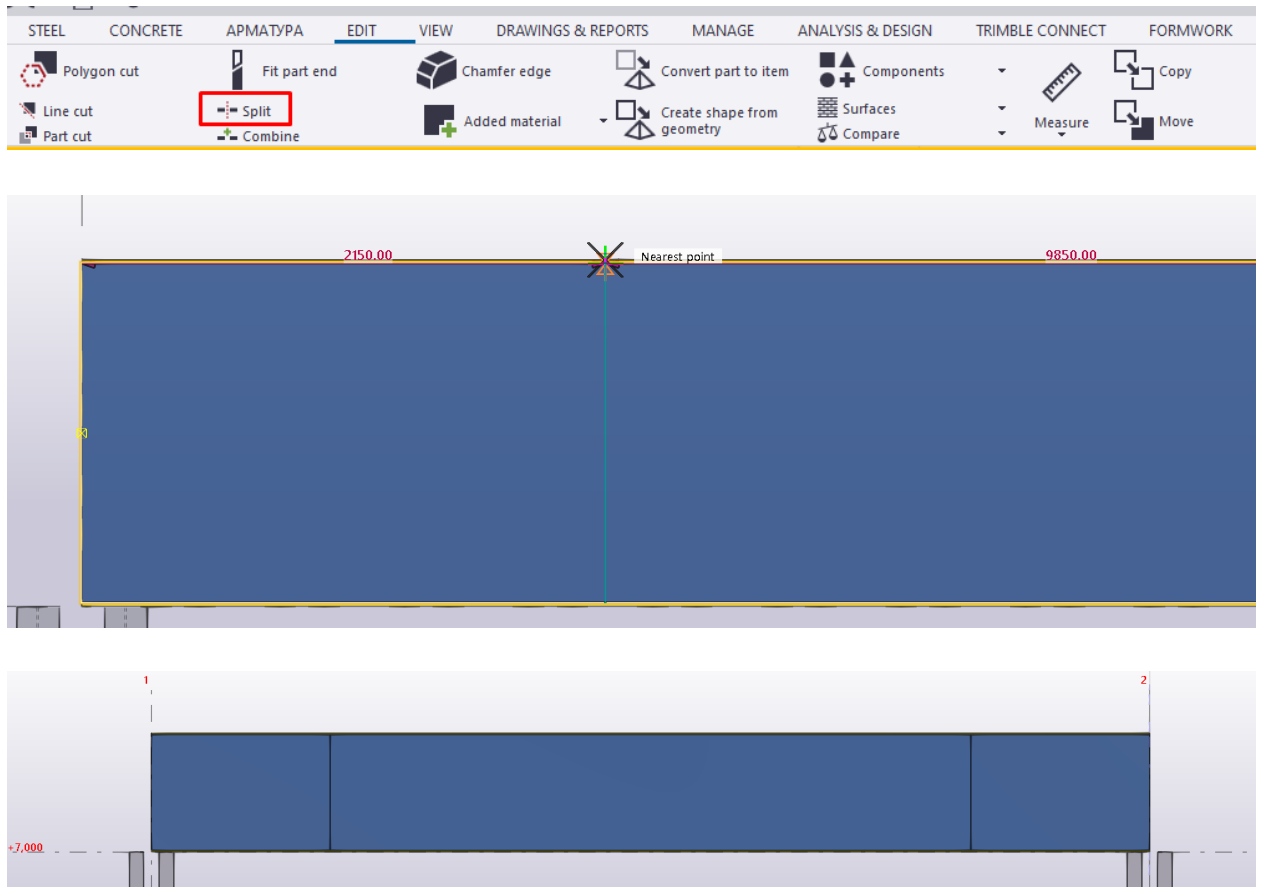 STEEL CONCRETE АРМАТУРА EDIT VIEW DRAWINGS & REPORTS MANAGE ANALYSIS & DESIGN TRIMBLE CONNECT FORMWORK
Polygon cut
Line cut
Part cut
Fit part end
Split
Combine
Chamfer edge
Added material
Convert part to item
Create shape from
geometry
Components
Surfaces
Compare
Measure
Copy
Move
2150.00 Nearest point 9850.00
1 2
+7,000